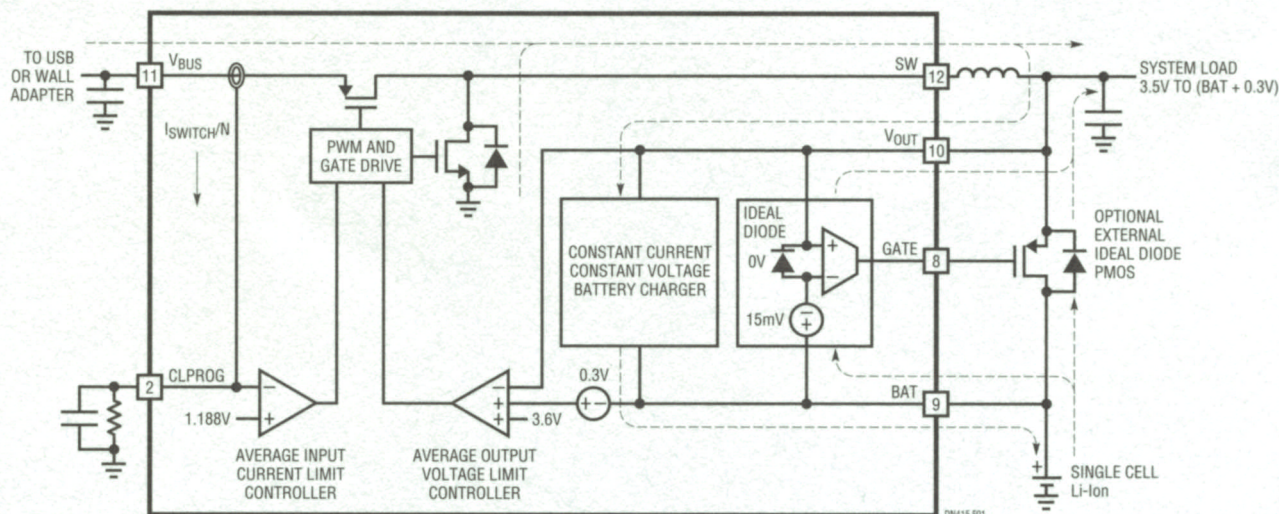 TO USB
OR WALL
ADAPTER
11
VBUS
ISWITCH/N
PWM AND
GATE DRIVE
SW
12
SYSTEM LOAD
3.5V TO (BAT + 0.3V)
VOUT
10
CONSTANT CURRENT
CONSTANT VOLTAGE
BATTERY CHARGER
IDEAL
DIODE
0V
+
–
–
+
15mV
GATE
8
OPTIONAL
EXTERNAL
IDEAL DIODE
PMOS
2
CLPROG
–
+
1.188V
AVERAGE INPUT
CURRENT LIMIT
CONTROLLER
–
+
+
3.6V
0.3V
+ –
AVERAGE OUTPUT
VOLTAGE LIMIT
CONTROLLER
BAT
9
+
SINGLE CELL
Li-Ion
DN415 F01